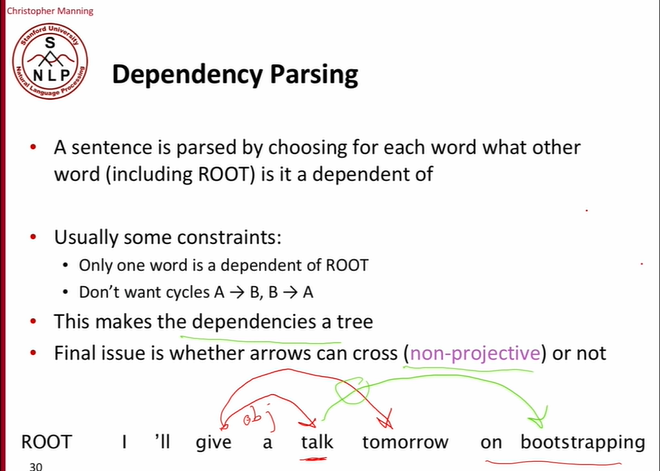 Christopher Manning
Stanford University
S
NLP
Natural Language Processing
Dependency Parsing
• A sentence is parsed by choosing for each word what other
word (including ROOT) is it a dependent of
• Usually some constraints:
• Only one word is a dependent of ROOT
• Don't want cycles A → B, B → A
• This makes the dependencies a tree
• Final issue is whether arrows can cross (non-projective) or not
obj
ROOT I 'll give a talk tomorrow on bootstrapping
30